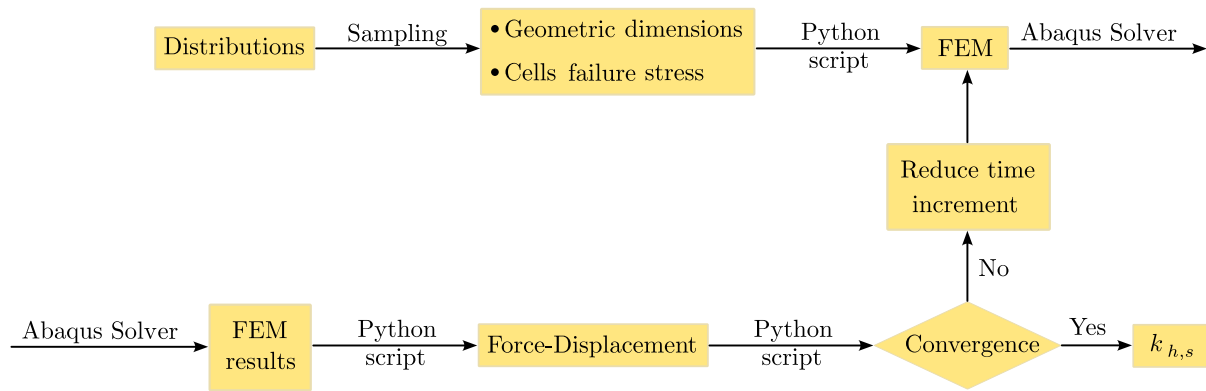 Distributions
Sampling
• Geometric dimensions
• Cells failure stress
Python
script
FEM
Abaqus Solver
Reduce time
increment
No
Abaqus Solver
FEM
results
Python
script
Force-Displacement
Python
script
Convergence
Yes
k h,s